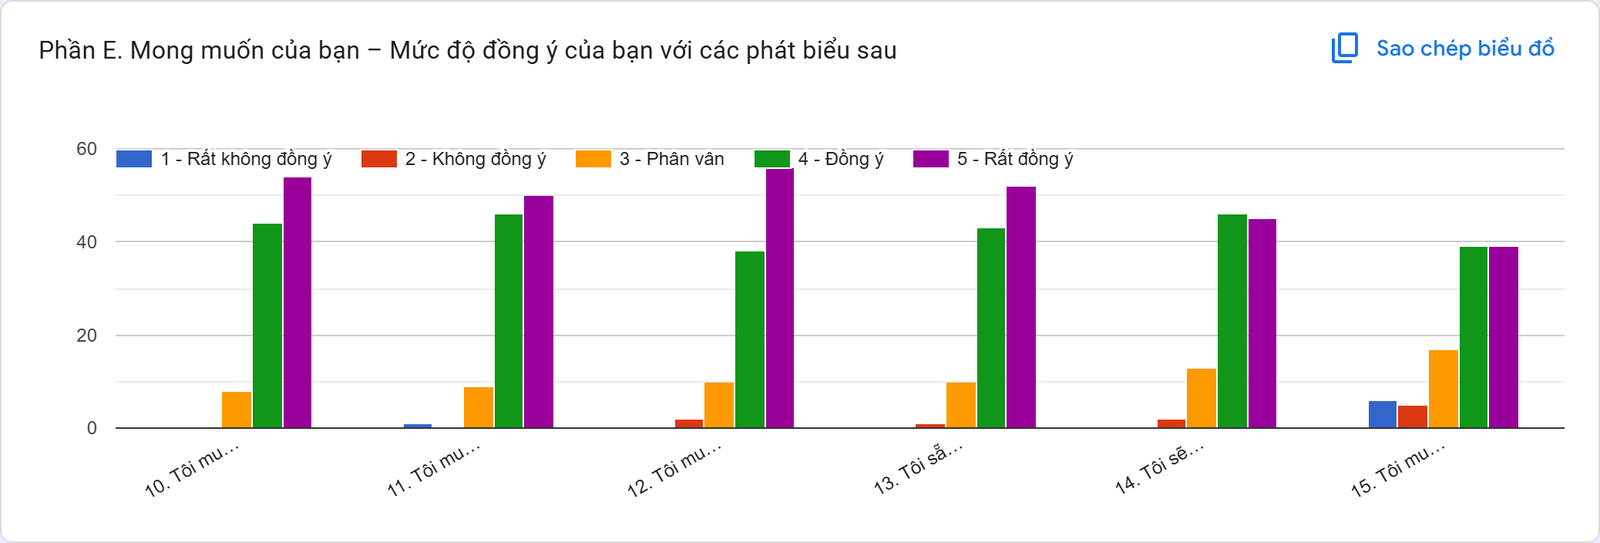 Phần E. Mong muốn của bạn – Mức độ đồng ý của bạn với các phát biểu sau
Sao chép biểu đồ
1 - Rất không đồng ý 2 - Không đồng ý 3 - Phân vân 4 - Đồng ý 5 - Rất đồng ý
60
40
20
0
10. Tôi mu...
11. Tôi mu...
12. Tôi mu...
13. Tôi sẵ...
14. Tôi sẽ...
15. Tôi mu...